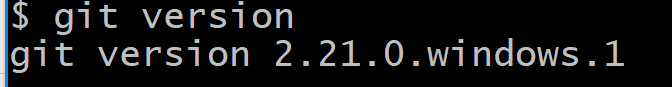 $ git version
git version 2.21.0.windows.1